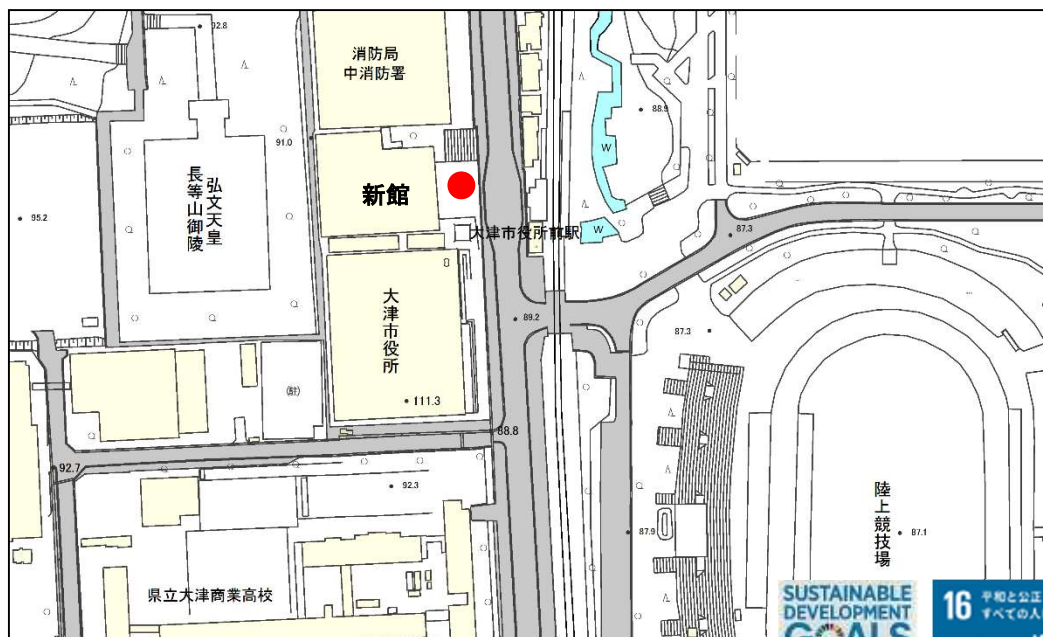 92.8
消防局
中消防署
88.9
91.0
W
弘文天皇
長等山御陵
新館
95.2
大津市役所前駅
W
87.3
大津市役所
89.2
87.3
(駐)
111.3
88.8
92.7
92.3
陸上競技場
87.9
87.1
県立大津商業高校
SUSTAINABLE
DEVELOPMENT
GOALS
16 平和と公正
すべての人